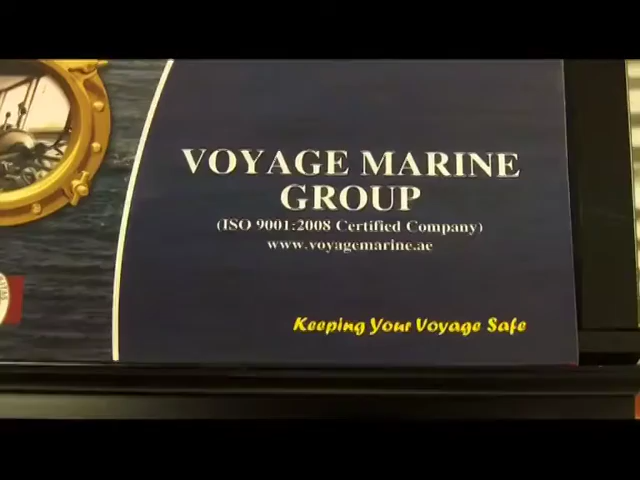 VOYAGE MARINE
GROUP
(ISO 9001:2008 Certified Company)
www.voyagemarine.ae
Keeping Your Voyage Safe